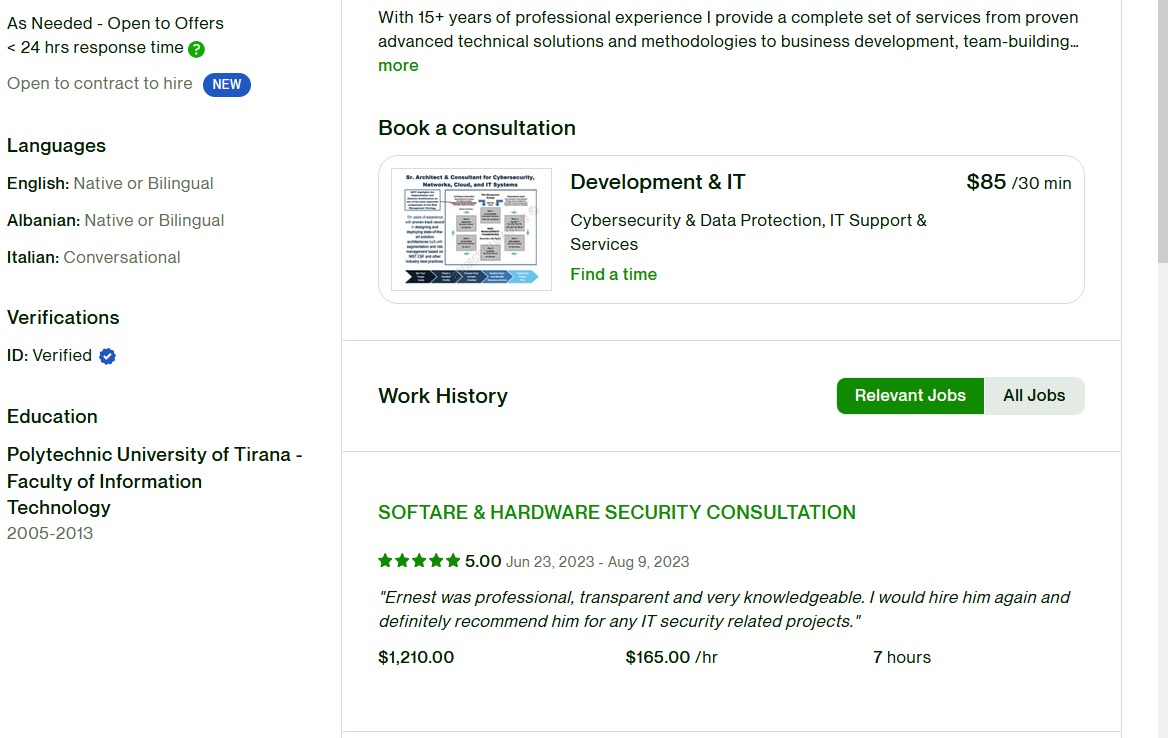 As Needed - Open to Offers
< 24 hrs response time ?
Open to contract to hire NEW
Languages
English: Native or Bilingual
Albanian: Native or Bilingual
Italian: Conversational
Verifications
ID: Verified
Education
Polytechnic University of Tirana -
Faculty of Information
Technology
2005-2013
With 15+ years of professional experience I provide a complete set of services from proven
advanced technical solutions and methodologies to business development, team-building…
more
Book a consultation
Sr. Architect & Consultant for Cybersecurity,
Networks, Cloud, and IT Systems
Development & IT
$85 /30 min
Cybersecurity & Data Protection, IT Support &
Services
Find a time
Work History
Relevant Jobs
All Jobs
SOFTARE & HARDWARE SECURITY CONSULTATION
5.00 Jun 23, 2023 - Aug 9, 2023
"Ernest was professional, transparent and very knowledgeable. I would hire him again and
definitely recommend him for any IT security related projects."
$1,210.00 $165.00 /hr 7 hours